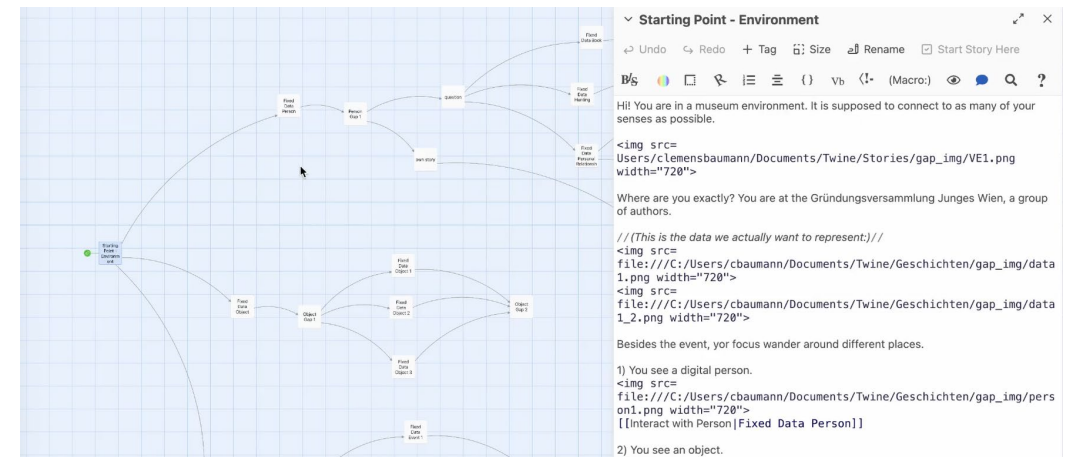 Starting Point - Environment
Undo Redo + Tag Size Rename Start Story Here
(Macro:)
Hi! You are in a museum environment. It is supposed to connect to as many of your
senses as possible.
<img src=
Users/clemensbaumann/Documents/Twine/Stories/gap_img/VE1.png
width="720">
Where are you exactly? You are at the Gründungsversammlung Junges Wien, a group
of authors.
//(This is the data we actually want to represent:)//
<img src=
file:///C:/Users/cbaumann/Documents/Twine/Geschichten/gap_img/data
1.png width="720">
<img src=
file:///C:/Users/cbaumann/Documents/Twine/Geschichten/gap_img/data
1_2.png width="720">
Besides the event, yor focus wander around different places.
1) You see a digital person.
<img src=
file:///C:/Users/cbaumann/Documents/Twine/Geschichten/gap_img/pers
on1.png width="720">
[[Interact with Person|Fixed Data Person]]
2) You see an object.
Fixed
Data Book
Fixed
Data
Person
Person
Gap 1
question
Fixed
Data
Hunting
own story
Fixed
Data
Personal
Relations
Starting
Point -
Environm
ent
Fixed
Data
Object
Object
Gap 1
Fixed
Data
Object 1
Fixed
Data
Object 2
Fixed
Data
Object 3
Object
Gap 2
Fixed
Data
Event 1